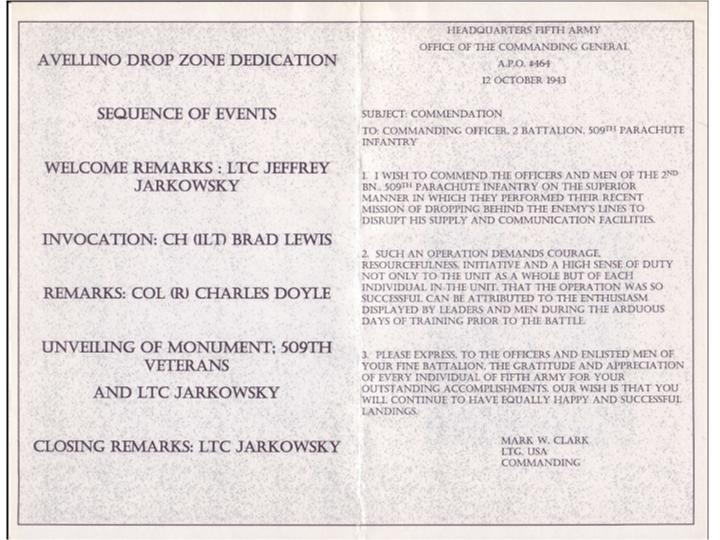 AVELLINO DROP ZONE DEDICATION
SEQUENCE OF EVENTS
WELCOME REMARKS : LTC JEFFREY
JARKOWSKY
INVOCATION: CH (1LT) BRAD LEWIS
REMARKS: COL (R) CHARLES DOYLE
UNVEILING OF MONUMENT; 509TH
VETERANS
AND LTC JARKOWSKY
CLOSING REMARKS: LTC JARKOWSKY
HEADQUARTERS FIFTH ARMY
OFFICE OF THE COMMANDING GENERAL
A.P.O. #464
12 OCTOBER 1943
SUBJECT: COMMENDATION
TO: COMMANDING OFFICER, 2 BATTALION, 509TH PARACHUTE
INFANTRY
1. I WISH TO COMMEND THE OFFICERS AND MEN OF THE 2ND
BN., 509TH PARACHUTE INFANTRY ON THE SUPERIOR
MANNER IN WHICH THEY PERFORMED THEIR RECENT
MISSION OF DROPPING BEHIND THE ENEMY'S LINES TO
DISRUPT HIS SUPPLY AND COMMUNICATION FACILITIES.
2. SUCH AN OPERATION DEMANDS COURAGE,
RESOURCEFULNESS, INITIATIVE AND A HIGH SENSE OF DUTY
NOT ONLY TO THE UNIT AS A WHOLE BUT OF EACH
INDIVIDUAL IN THE UNIT, THAT THE OPERATION WAS SO
SUCCESSFUL CAN BE ATTRIBUTED TO THE ENTHUSIASM
DISPLAYED BY LEADERS AND MEN DURING THE ARDUOUS
DAYS OF TRAINING PRIOR TO THE BATTLE.
3. PLEASE EXPRESS, TO THE OFFICERS AND ENLISTED MEN OF
YOUR FINE BATTALION, THE GRATITUDE AND APPRECIATION
OF EVERY INDIVIDUAL OF FIFTH ARMY FOR YOUR
OUTSTANDING ACCOMPLISHMENTS. OUR WISH IS THAT YOU
WILL CONTINUE TO HAVE EQUALLY HAPPY AND SUCCESSFUL
LANDINGS.
MARK W. CLARK
LTG, USA
COMMANDING